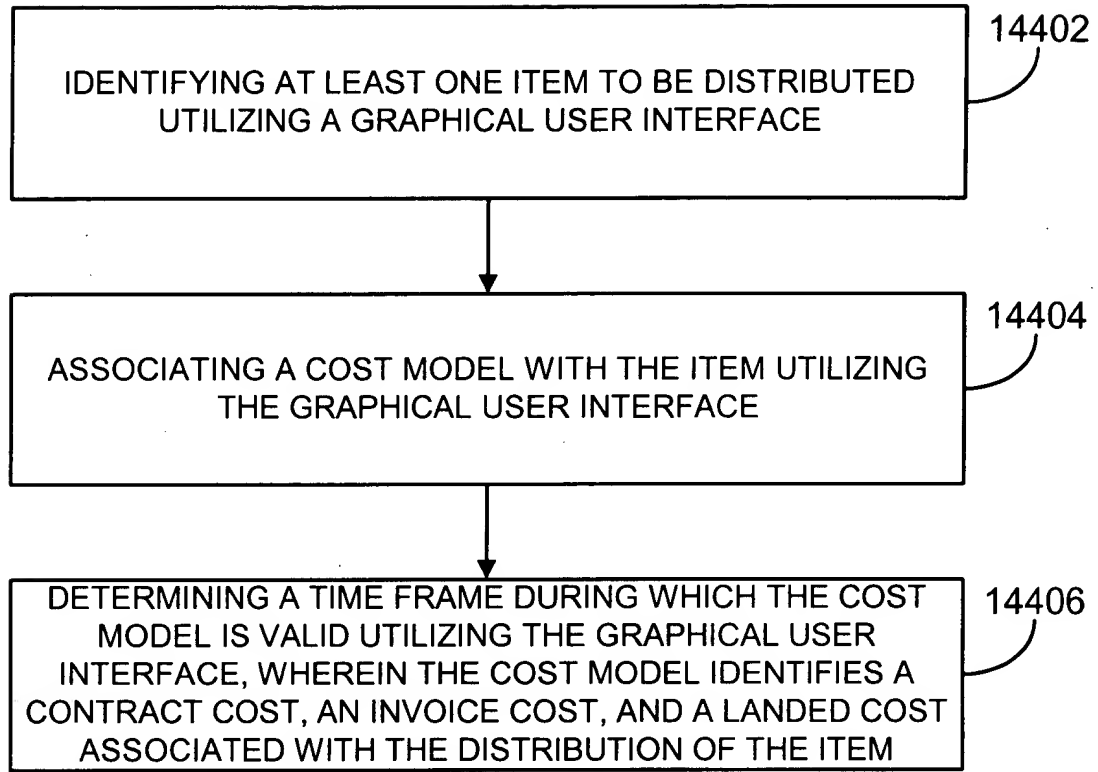 14402
IDENTIFYING AT LEAST ONE ITEM TO BE DISTRIBUTED
UTILIZING A GRAPHICAL USER INTERFACE
14404
ASSOCIATING A COST MODEL WITH THE ITEM UTILIZING
THE GRAPHICAL USER INTERFACE
14406
DETERMINING A TIME FRAME DURING WHICH THE COST
MODEL IS VALID UTILIZING THE GRAPHICAL USER
INTERFACE, WHEREIN THE COST MODEL IDENTIFIES A
CONTRACT COST, AN INVOICE COST, AND A LANDED COST
ASSOCIATED WITH THE DISTRIBUTION OF THE ITEM